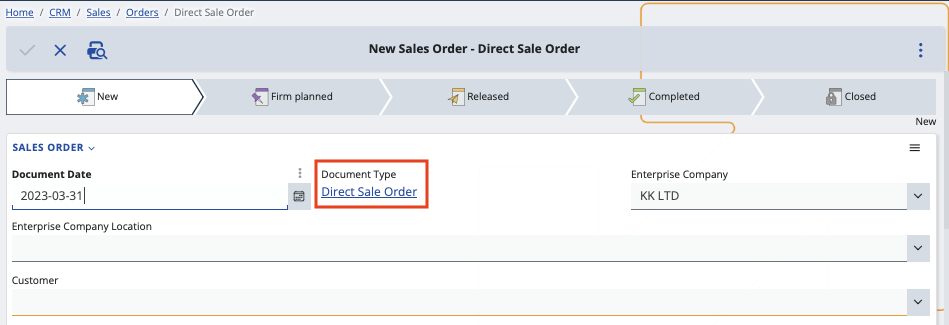 Home / CRM / Sales / Orders / Direct Sale Order
New Sales Order - Direct Sale Order
New Firm planned Released Completed Closed
New
SALES ORDER
Document Date Document Type Enterprise Company
2023-03-31 Direct Sale Order KK LTD
Enterprise Company Location
Customer